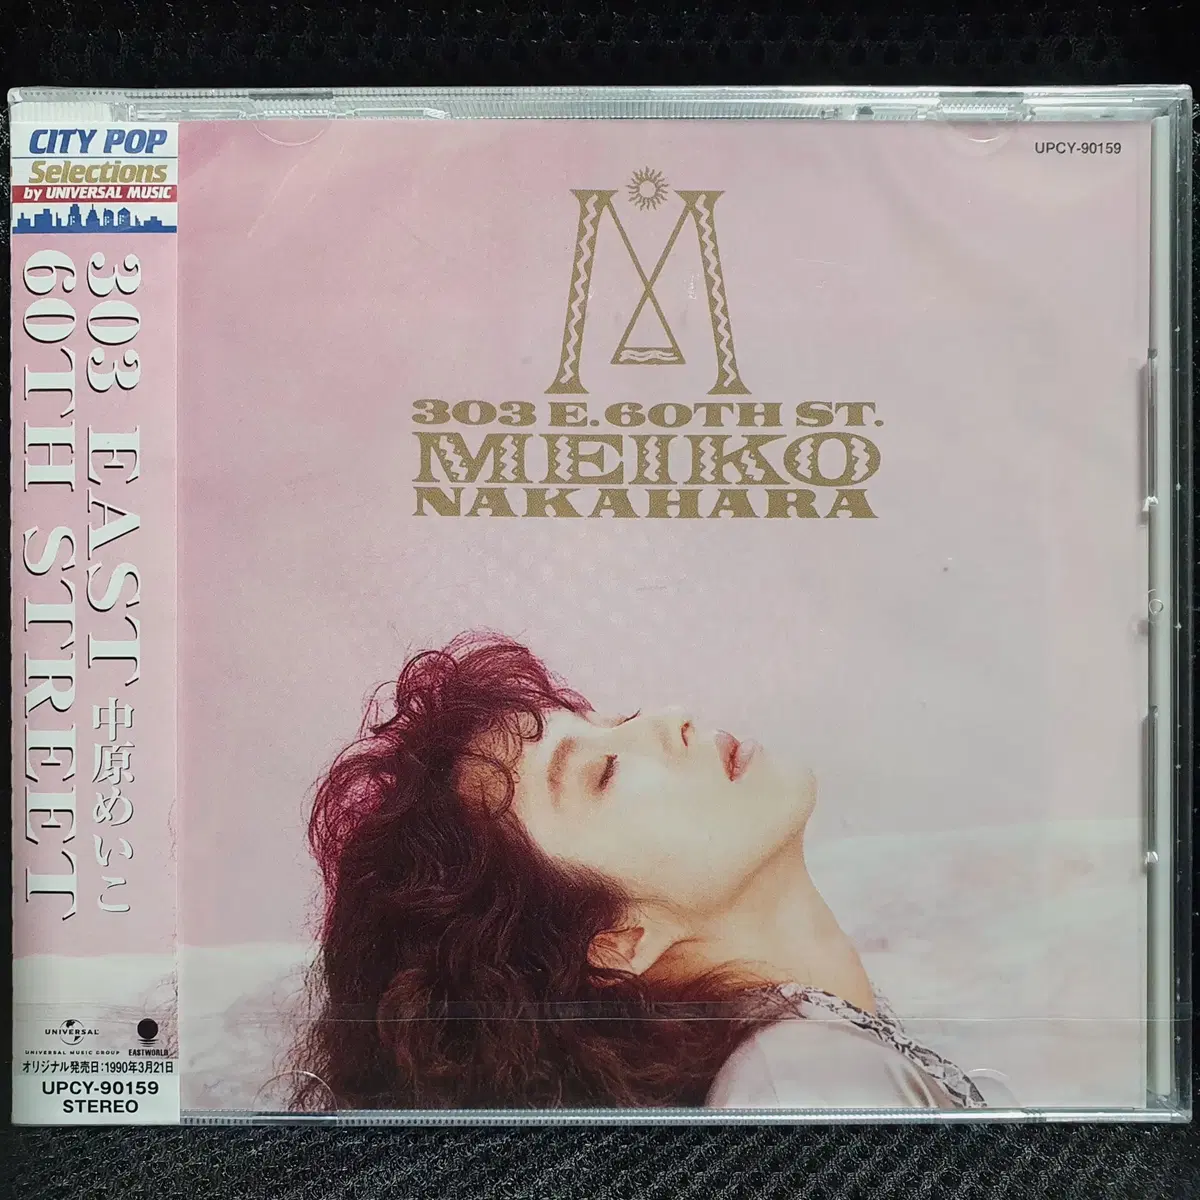 CITY POP
Selections
by UNIVERSAL MUSIC
303 EAST
60TH STREET
中原めいこ
UNIVERSAL
UNIVERSAL MUSIC GROUP
EASTWORLD
オリジナル発売日:1990年3月21日
UPCY-90159
STEREO
UPCY-90159
M
303 E.60TH ST.
MEIKO
NAKAHARA